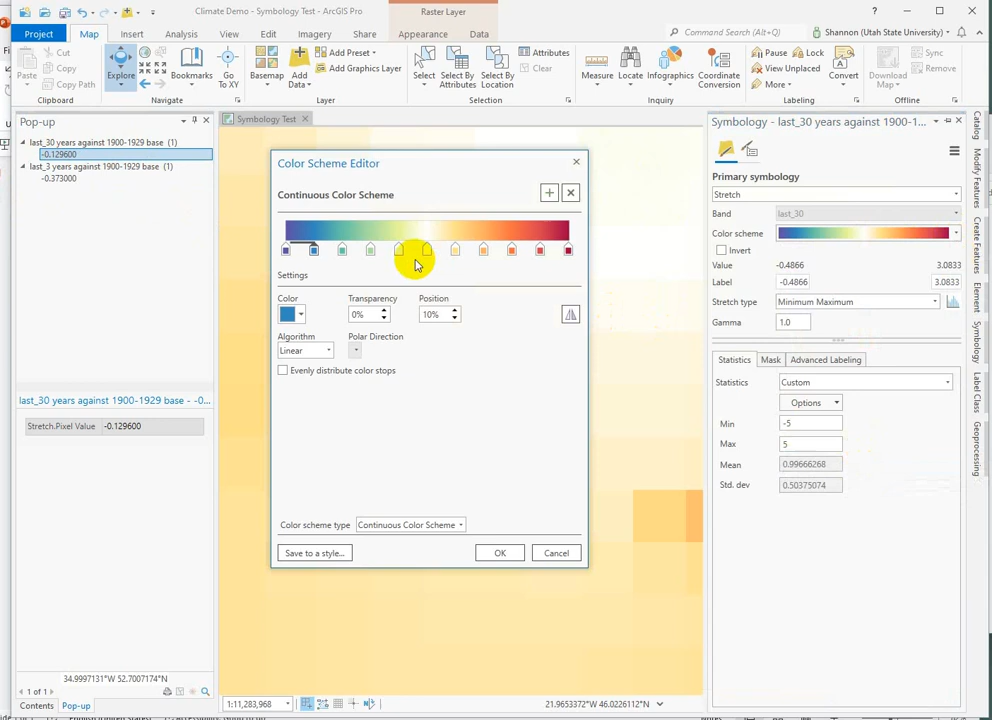 Climate Demo - Symbology Test - ArcGIS Pro
Raster Layer
?
Project
Map
Insert
Analysis
View
Edit
Imagery
Share
Appearance
Data
Command Search (Alt+Q)
Shannon (Utah State University)
Paste
Cut
Copy
Copy Path
Clipboard
Explore
Bookmarks
Go To XY
Navigate
Basemap
Add Data
Add Preset
Add Graphics Layer
Layer
Select
Select By Attributes
Select By Location
Attributes
Clear
Selection
Measure
Locate
Infographics
Coordinate Conversion
Inquiry
Pause
Lock
View Unplaced
More
Labeling
Convert
Download Map
Sync
Remove
Offline
Pop-up
last_30 years against 1900-1929 base (1)
-0.129600
last_3 years against 1900-1929 base (1)
-0.373000
last_30 years against 1900-1929 base - -0...
Stretch.Pixel Value -0.129600
34.9997131°W 52.7007174°N
1 of 1
Contents
Pop-up
Symbology Test
Color Scheme Editor
Continuous Color Scheme
Settings
Color
Transparency
Position
0%
10%
Algorithm
Polar Direction
Linear
Evenly distribute color stops
Color scheme type
Continuous Color Scheme
Save to a style...
OK
Cancel
1:11,283,968
21.9653372°W 46.0226112°N
Symbology - last_30 years against 1900-1...
Primary symbology
Stretch
Band
last_30
Color scheme
Invert
Value
-0.4866
3.0833
Label
-0.4866
3.0833
Stretch type
Minimum Maximum
Gamma
1.0
Statistics
Mask
Advanced Labeling
Statistics
Custom
Options
Min
-5
Max
5
Mean
0.99666268
Std. dev
0.50375074
Catalog
Modify Features
Create Features
Element
Symbology
Label Class
Geoprocessing